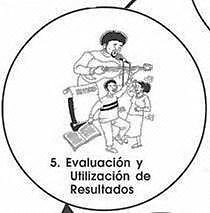 5. Evaluación y
Utilización de
Resultados